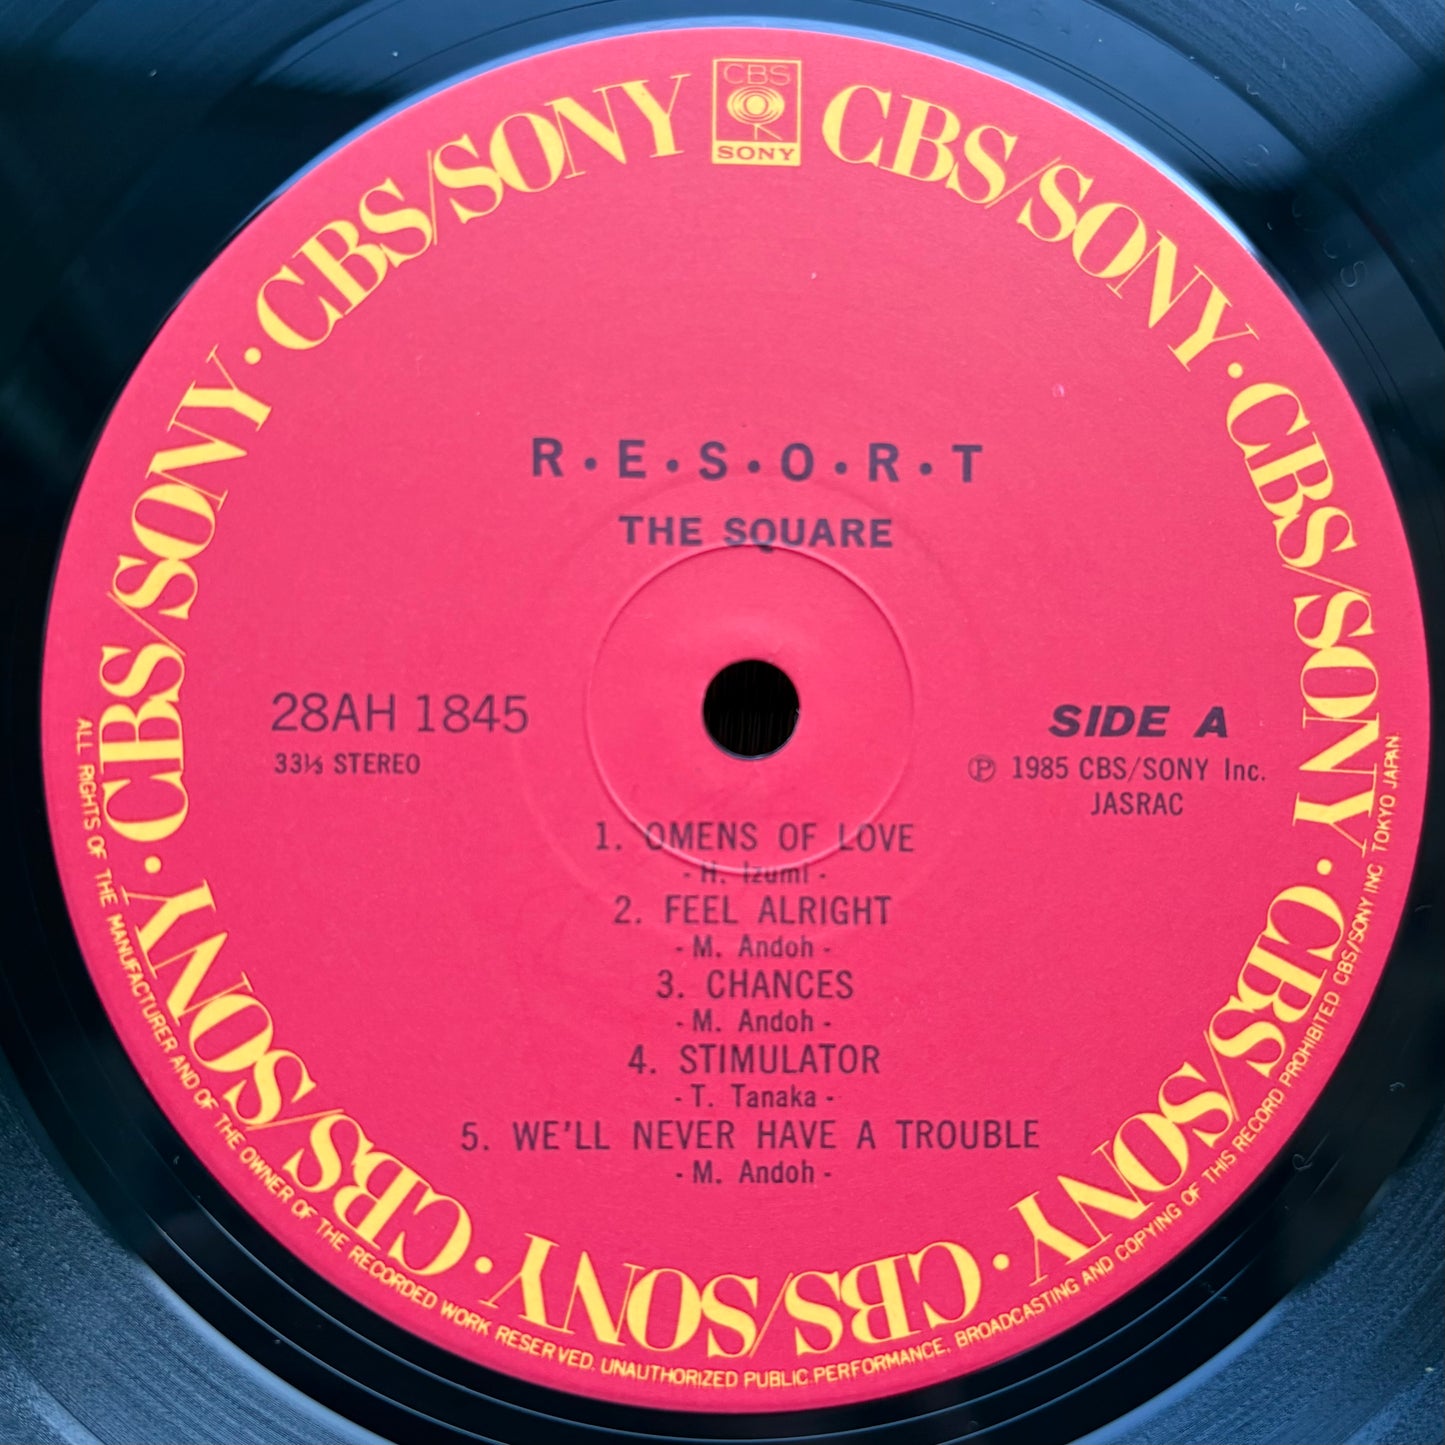 CBS
SONY
CBS/SONY · CBS/SONY · CBS/SONY · CBS/SONY · CBS/SONY · CBS/SONY · CBS/SONY · CBS/SONY
R·E·S·O·R·T
THE SQUARE
28AH 1845
33⅓ STEREO
SIDE A
Ⓟ 1985 CBS/SONY Inc.
JASRAC
1. OMENS OF LOVE
- H. Izumi -
2. FEEL ALRIGHT
- M. Andoh -
3. CHANCES
- M. Andoh -
4. STIMULATOR
- T. Tanaka -
5. WE'LL NEVER HAVE A TROUBLE
- M. Andoh -
ALL RIGHTS OF THE MANUFACTURER AND OF THE OWNER OF THE RECORDED WORK RESERVED. UNAUTHORIZED PUBLIC PERFORMANCE, BROADCASTING AND COPYING OF THIS RECORD PROHIBITED CBS/SONY INC TOKYO JAPAN